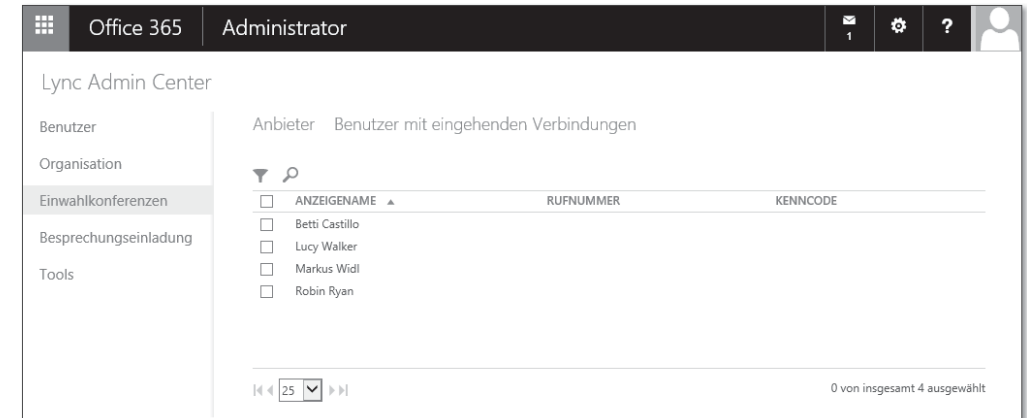 Office 365 Administrator 1 ?
Lync Admin Center
Benutzer
Organisation
Einwahlkonferenzen
Besprechungseinladung
Tools
Anbieter Benutzer mit eingehenden Verbindungen
ANZEIGENAME RUFNUMMER KENNCODE
Betti Castillo
Lucy Walker
Markus Widl
Robin Ryan
25 0 von insgesamt 4 ausgewählt